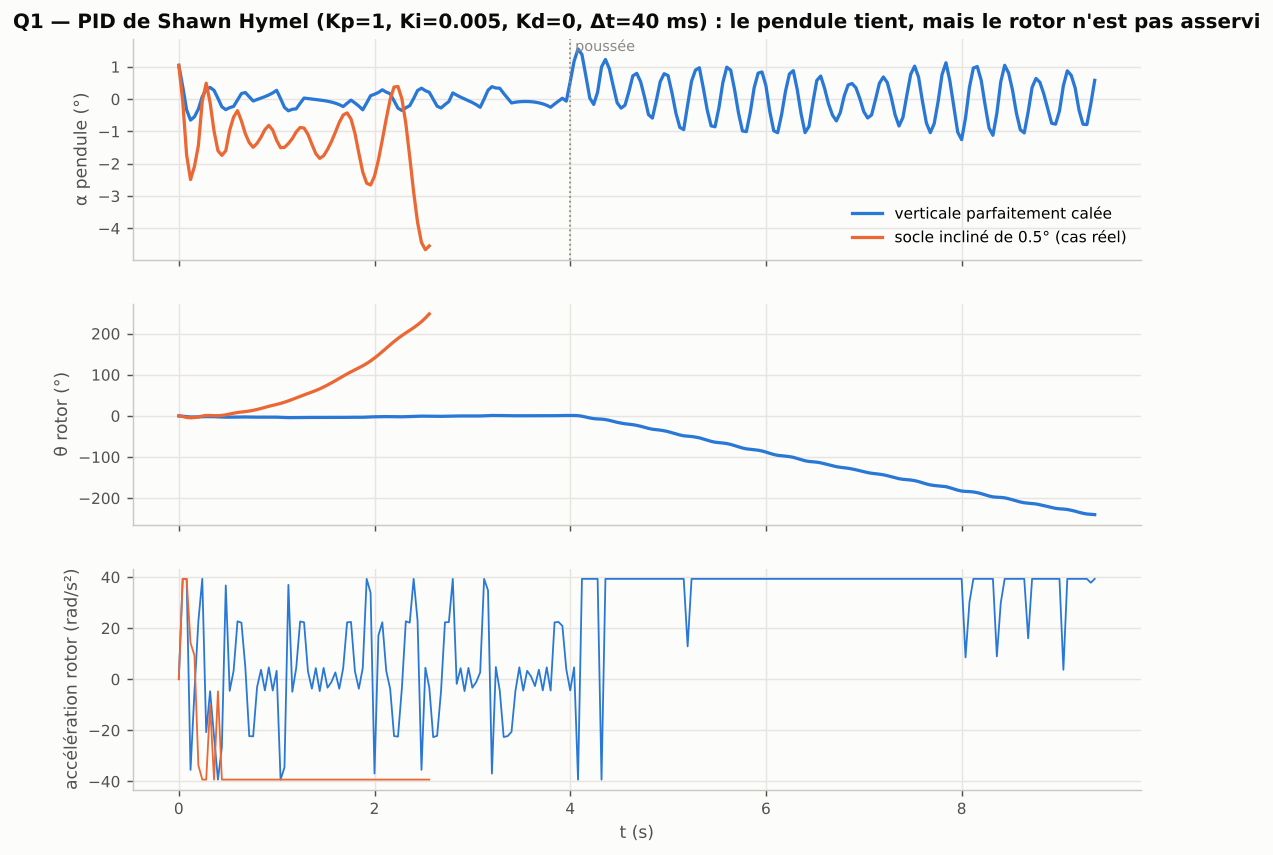 Q1 — PID de Shawn Hymel (Kp=1, Ki=0.005, Kd=0, Δt=40 ms) : le pendule tient, mais le rotor n'est pas asservi
poussée
α pendule (°)
1
0
−1
−2
−3
−4
verticale parfaitement calée
socle incliné de 0.5° (cas réel)
θ rotor (°)
200
100
0
−100
−200
accélération rotor (rad/s²)
40
20
0
−20
−40
0 2 4 6 8
t (s)